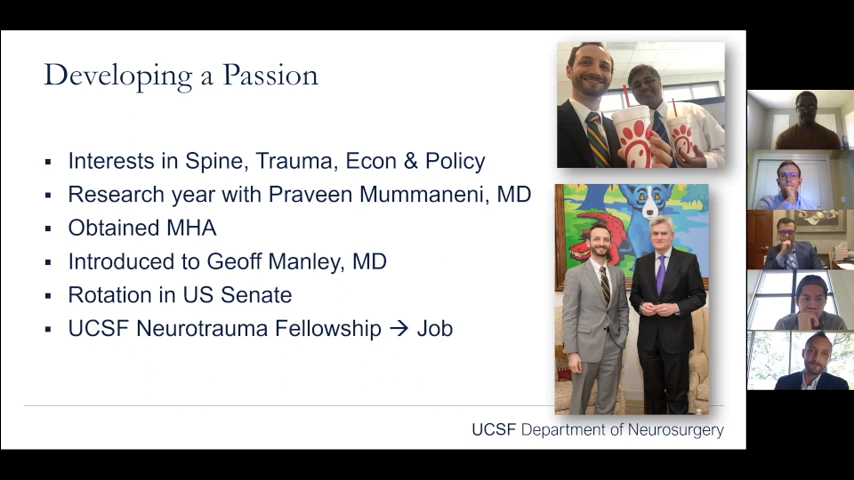 Developing a Passion
▪ Interests in Spine, Trauma, Econ & Policy
▪ Research year with Praveen Mummaneni, MD
▪ Obtained MHA
▪ Introduced to Geoff Manley, MD
▪ Rotation in US Senate
▪ UCSF Neurotrauma Fellowship → Job
UCSF Department of Neurosurgery